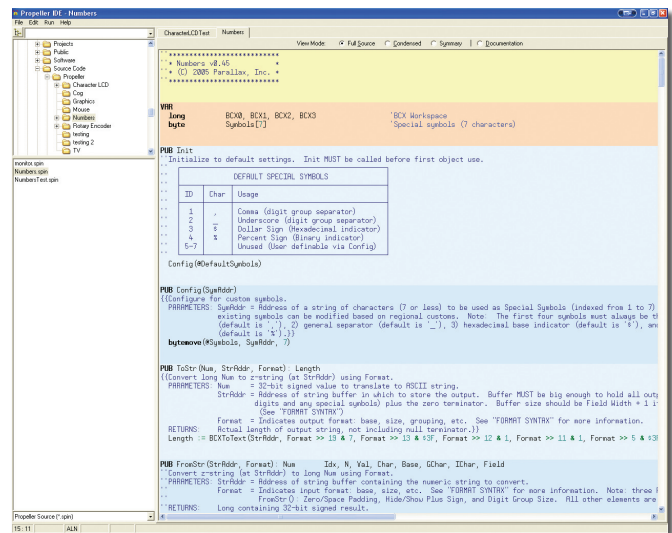 Propeller IDE - Numbers
File Edit Run Help
CharacterLCDTest Numbers
View Mode: Full Source Condensed Summary Documentation
Projects
Public
Software
Source Code
Propeller
Character LCD
Cog
Graphics
Mouse
Numbers
Rotary Encoder
testing
testing 2
TV
monitor.spin
Numbers.spin
NumbersTest.spin
Propeller Source (*.spin)
15 : 11 ALN
''***************************
''* Numbers v0.45 *
''* (C) 2005 Parallax, Inc. *
''***************************
VAR
long BCX0, BCX1, BCX2, BCX3 'BCX Workspace
byte Symbols[7] 'Special symbols (7 characters)
PUB Init
''Initialize to default settings. Init MUST be called before first object use.
DEFAULT SPECIAL SYMBOLS
ID Char Usage
1 , Comma (digit group separator)
2 _ Underscore (digit group separator)
3 $ Dollar Sign (Hexadecimal indicator)
4 % Percent Sign (Binary indicator)
5-7 Unused (User definable via Config)
Config(@DefaultSymbols)
PUB Config(SymAddr)
{{Configure for custom symbols.
PARAMETERS: SymAddr = Address of a string of characters (7 or less) to be used as Special Symbols (indexed from 1 to 7)
existing symbols can be modified based on regional customs. Note: The first four symbols must always be th
(default is ','), 2) general separator (default is '_'), 3) hexadecimal base indicator (default is '$'), and
(default is '%').}}
bytemove(@Symbols, SymAddr, 7)
PUB ToStr(Num, StrAddr, Format): Length
{{Convert long Num to z-string (at StrAddr) using Format.
PARAMETERS: Num = 32-bit signed value to translate to ASCII string.
StrAddr = Address of string buffer in which to store the output. Buffer MUST be big enough to hold all outp
digits and any special symbols) plus the zero terminator. Buffer size should be Field Width + 1 i
(See "FORMAT SYNTAX")
Format = Indicates output format: base, size, grouping, etc. See "FORMAT SYNTAX" for more information.
RETURNS: Actual length of output string, not including null terminator.}}
Length := BCXToText(StrAddr, Format >> 19 & 7, Format >> 13 & $3F, Format >> 12 & 1, Format >> 11 & 1, Format >> 5 & $3
PUB FromStr(StrAddr, Format): Num Idx, N, Val, Char, Base, GChar, IChar, Field
''Convert z-string (at StrAddr) to long Num using Format.
''PARAMETERS: StrAddr = Address of string buffer containing the numeric string to convert.
'' Format = Indicates input format: base, size, etc. See "FORMAT SYNTAX" for more information. Note: three
'' FromStr(): Zero/Space Padding, Hide/Show Plus Sign, and Digit Group Size. All other elements are
''RETURNS: Long containing 32-bit signed result.